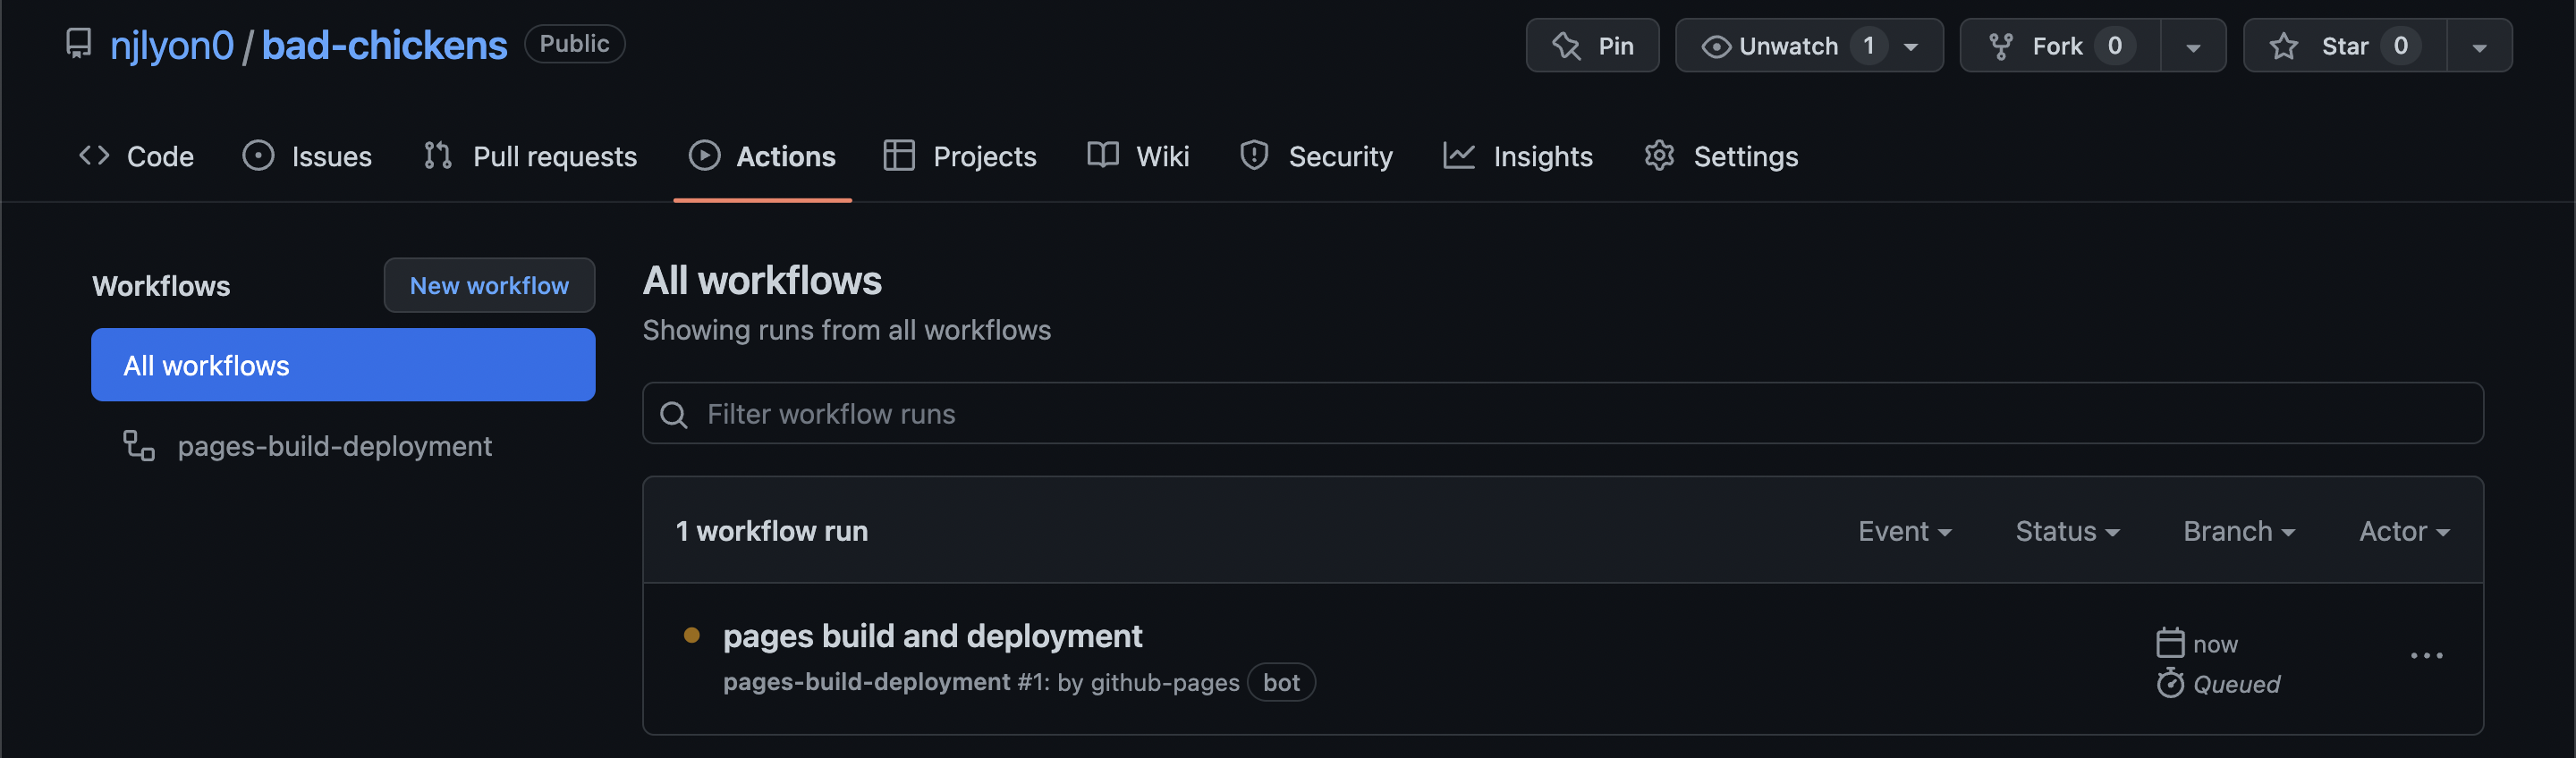 njlyon0 / bad-chickens Public Pin Unwatch 1 Fork 0 Star 0
Code Issues Pull requests Actions Projects Wiki Security Insights Settings
Workflows New workflow
All workflows
pages-build-deployment
All workflows
Showing runs from all workflows
Filter workflow runs
1 workflow run Event Status Branch Actor
pages build and deployment
pages-build-deployment #1: by github-pages bot
now
Queued